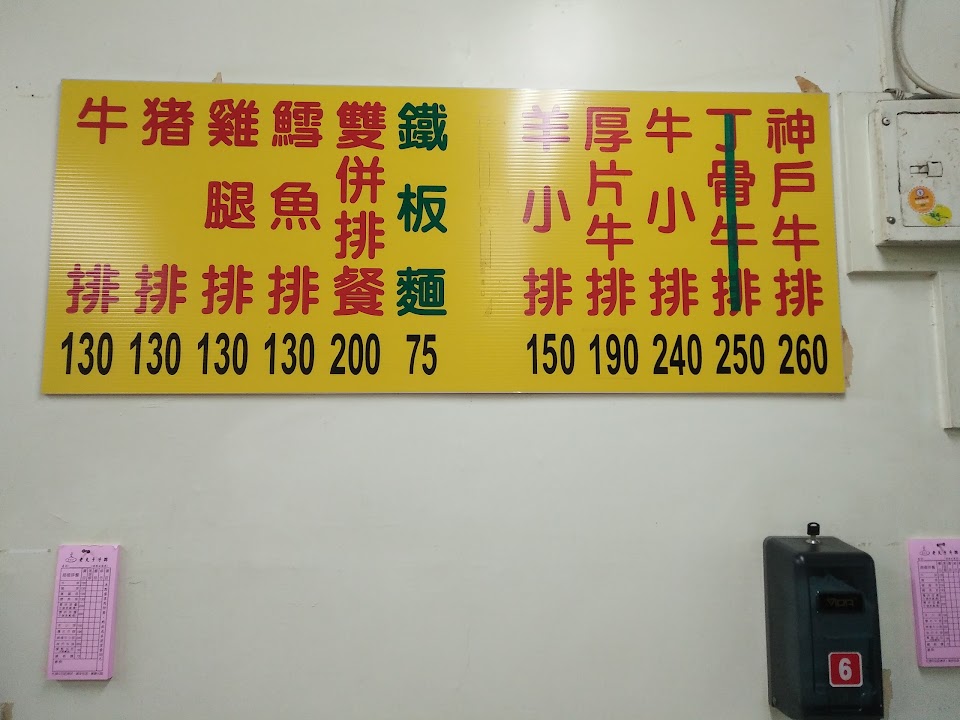 牛排 130
猪排 130
雞腿排 130
鱈魚排 130
雙併排餐 200
鐵板麵 75
羊小排 150
厚片牛排 190
牛小排 240
丁骨牛排 250
神戶牛排 260
6